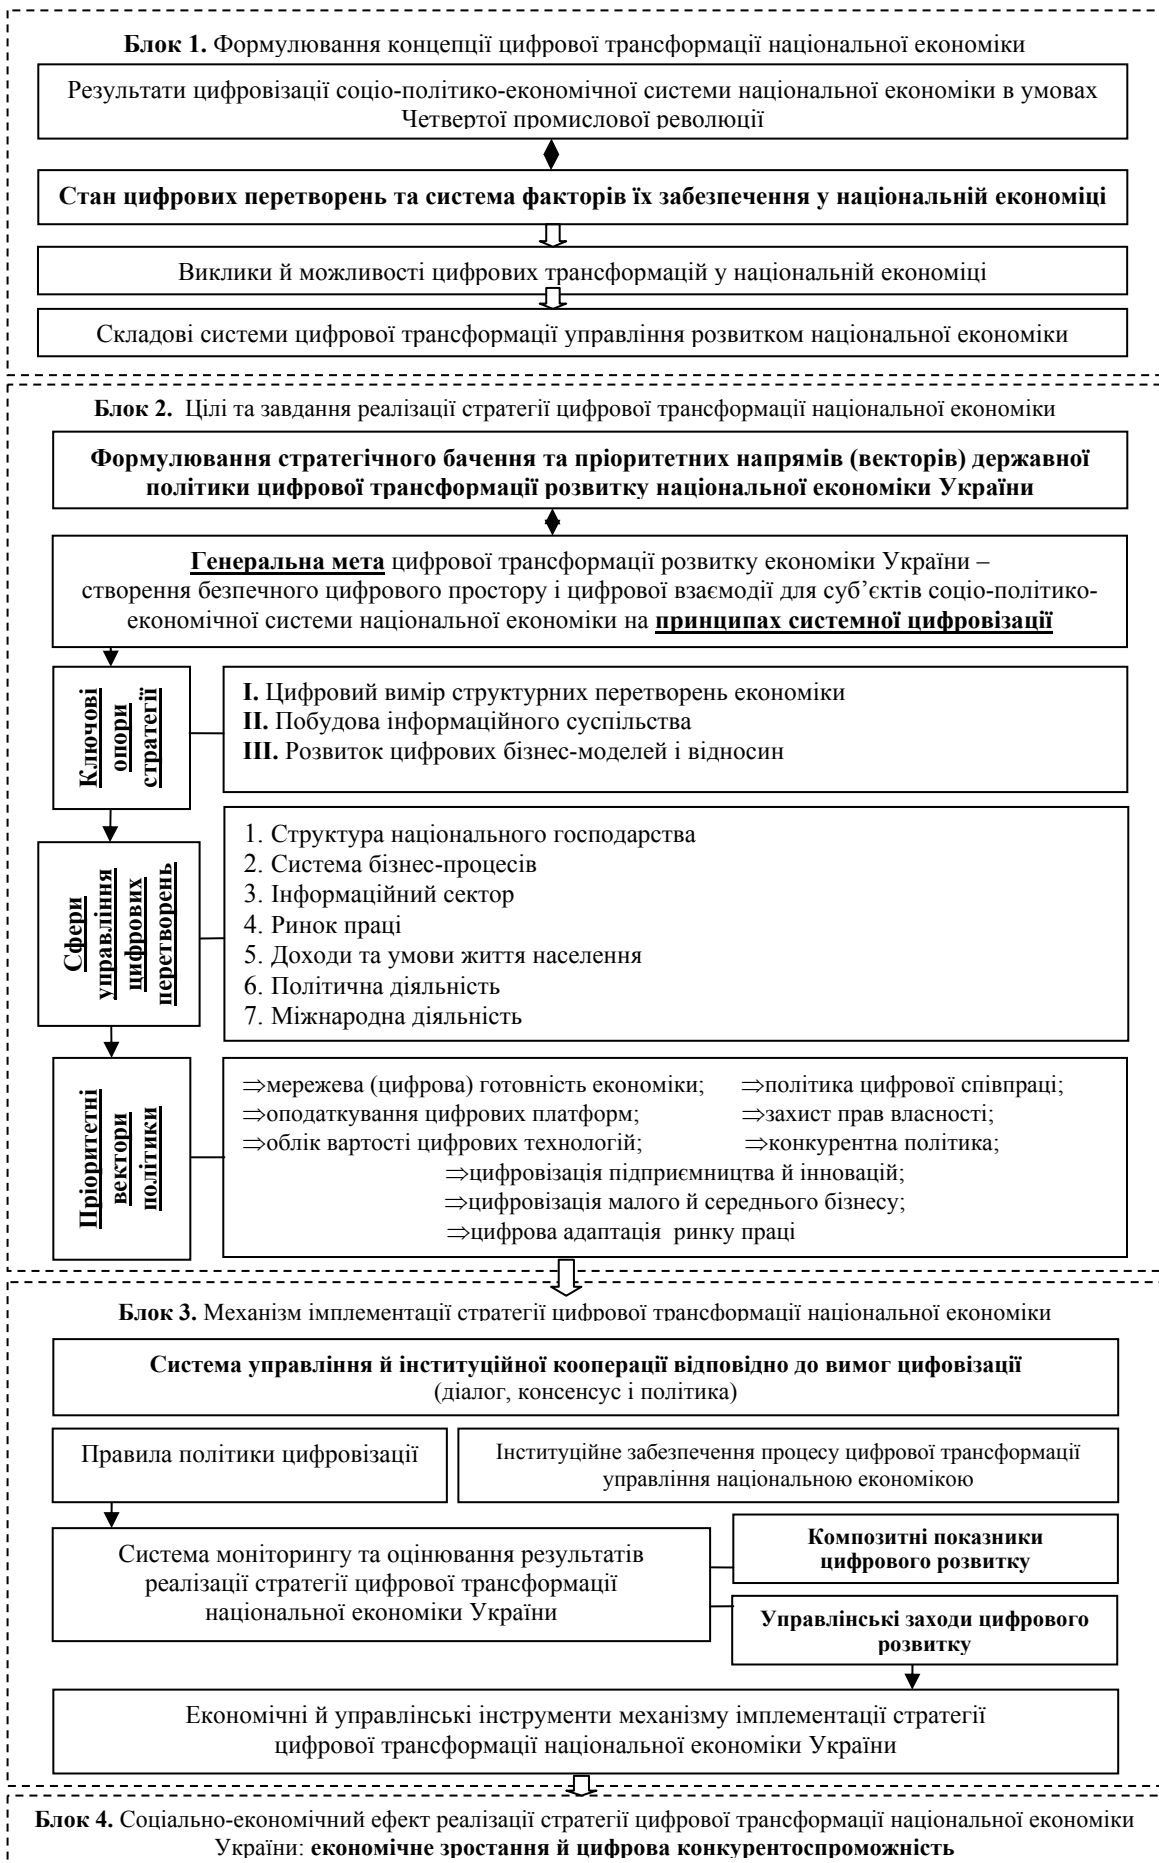 Блок 1. Формулювання концепції цифрової трансформації національної економіки
Результати цифровізації соціо-політико-економічної системи національної економіки в умовах
Четвертої промислової революції
Стан цифрових перетворень та система факторів їх забезпечення у національній економіці
Виклики й можливості цифрових трансформацій у національній економіці
Складові системи цифрової трансформації управління розвитком національної економіки
Блок 2. Цілі та завдання реалізації стратегії цифрової трансформації національної економіки
Формулювання стратегічного бачення та пріоритетних напрямів (векторів) державної
політики цифрової трансформації розвитку національної економіки України
Генеральна мета цифрової трансформації розвитку економіки України –
створення безпечного цифрового простору і цифрової взаємодії для суб’єктів соціо-політико-
економічної системи національної економіки на принципах системної цифровізації
Ключові
опори
стратегії
I. Цифровий вимір структурних перетворень економіки
II. Побудова інформаційного суспільства
III. Розвиток цифрових бізнес-моделей і відносин
Сфери
управління
цифрових
перетворень
1. Структура національного господарства
2. Система бізнес-процесів
3. Інформаційний сектор
4. Ринок праці
5. Доходи та умови життя населення
6. Політична діяльність
7. Міжнародна діяльність
Пріоритетні
вектори
політики
⇒мережева (цифрова) готовність економіки; ⇒політика цифрової співпраці;
⇒оподаткування цифрових платформ; ⇒захист прав власності;
⇒облік вартості цифрових технологій; ⇒конкурентна політика;
⇒цифровізація підприємництва й інновацій;
⇒цифровізація малого й середнього бізнесу;
⇒цифрова адаптація ринку праці
Блок 3. Механізм імплементації стратегії цифрової трансформації національної економіки
Система управління й інституційної кооперації відповідно до вимог цифовізації
(діалог, консенсус і політика)
Правила політики цифровізації
Інституційне забезпечення процесу цифрової трансформації
управління національною економікою
Система моніторингу та оцінювання результатів
реалізації стратегії цифрової трансформації
національної економіки України
Композитні показники
цифрового розвитку
Управлінські заходи цифрового
розвитку
Економічні й управлінські інструменти механізму імплементації стратегії
цифрової трансформації національної економіки України
Блок 4. Соціально-економічний ефект реалізації стратегії цифрової трансформації національної економіки
України: економічне зростання й цифрова конкурентоспроможність